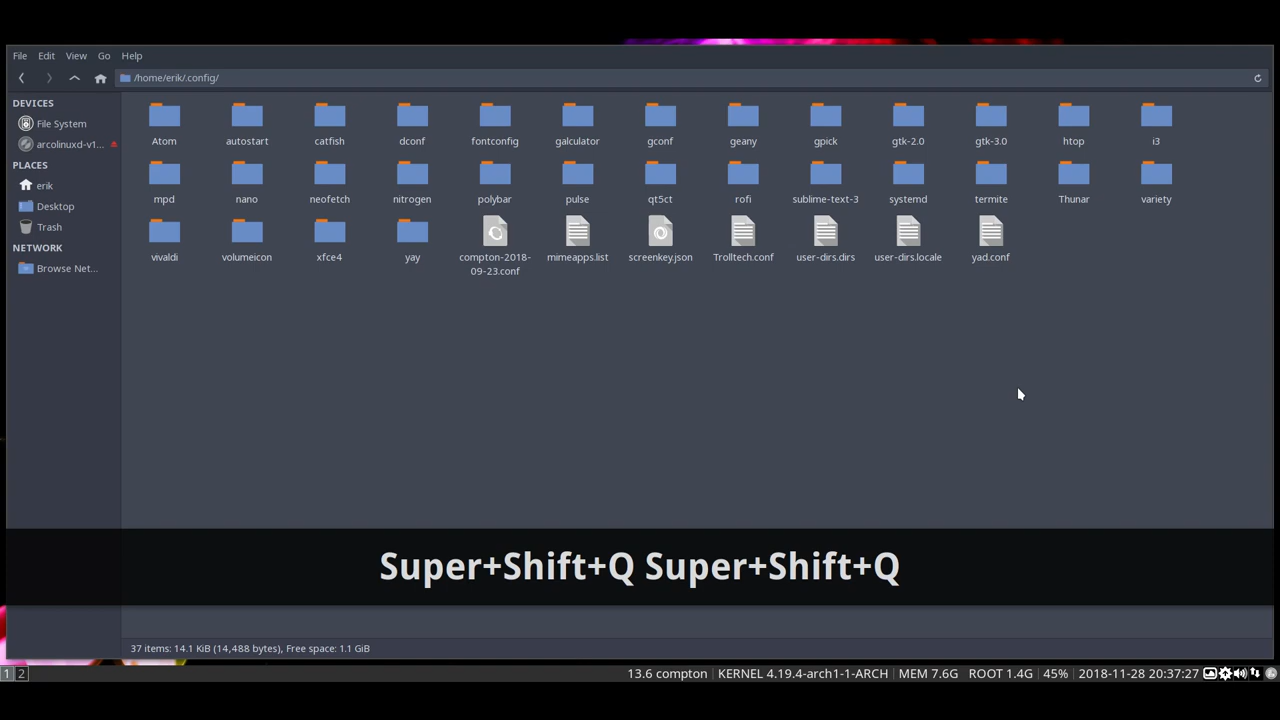 File Edit View Go Help
/home/erik/.config/
DEVICES
File System
arcolinuxd-v1...
PLACES
erik
Desktop
Trash
NETWORK
Browse Net...
Atom autostart catfish dconf fontconfig galculator gconf geany gpick gtk-2.0 gtk-3.0 htop i3
mpd nano neofetch nitrogen polybar pulse qt5ct rofi sublime-text-3 systemd termite Thunar variety
vivaldi volumeicon xfce4 yay compton-2018-09-23.conf mimeapps.list screenkey.json Trolltech.conf user-dirs.dirs user-dirs.locale yad.conf
Super+Shift+Q Super+Shift+Q
37 items: 14.1 KiB (14,488 bytes), Free space: 1.1 GiB
1 2 13.6 compton KERNEL 4.19.4-arch1-1-ARCH MEM 7.6G ROOT 1.4G 45% 2018-11-28 20:37:27